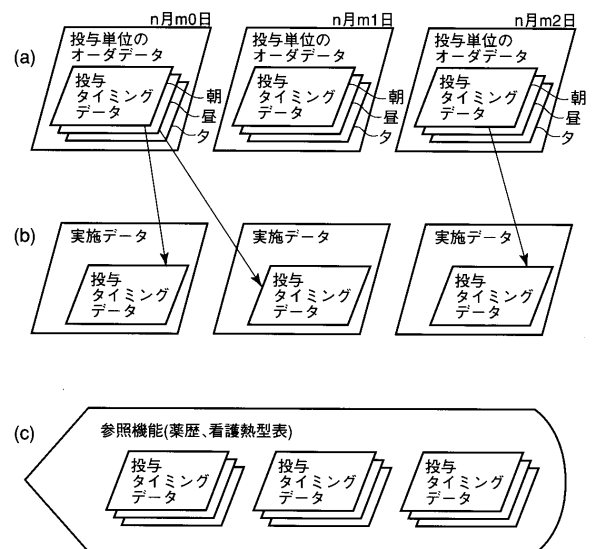 n月m0日
n月m1日
n月m2日
(a)
投与単位の
オーダデータ
投与
タイミング
データ
朝
昼
夕
投与単位の
オーダデータ
投与
タイミング
データ
朝
昼
夕
投与単位の
オーダデータ
投与
タイミング
データ
朝
昼
夕
(b)
実施データ
投与
タイミング
データ
実施データ
投与
タイミング
データ
実施データ
投与
タイミング
データ
(c)
参照機能(薬歴、看護熱型表)
投与
タイミング
データ
投与
タイミング
データ
投与
タイミング
データ